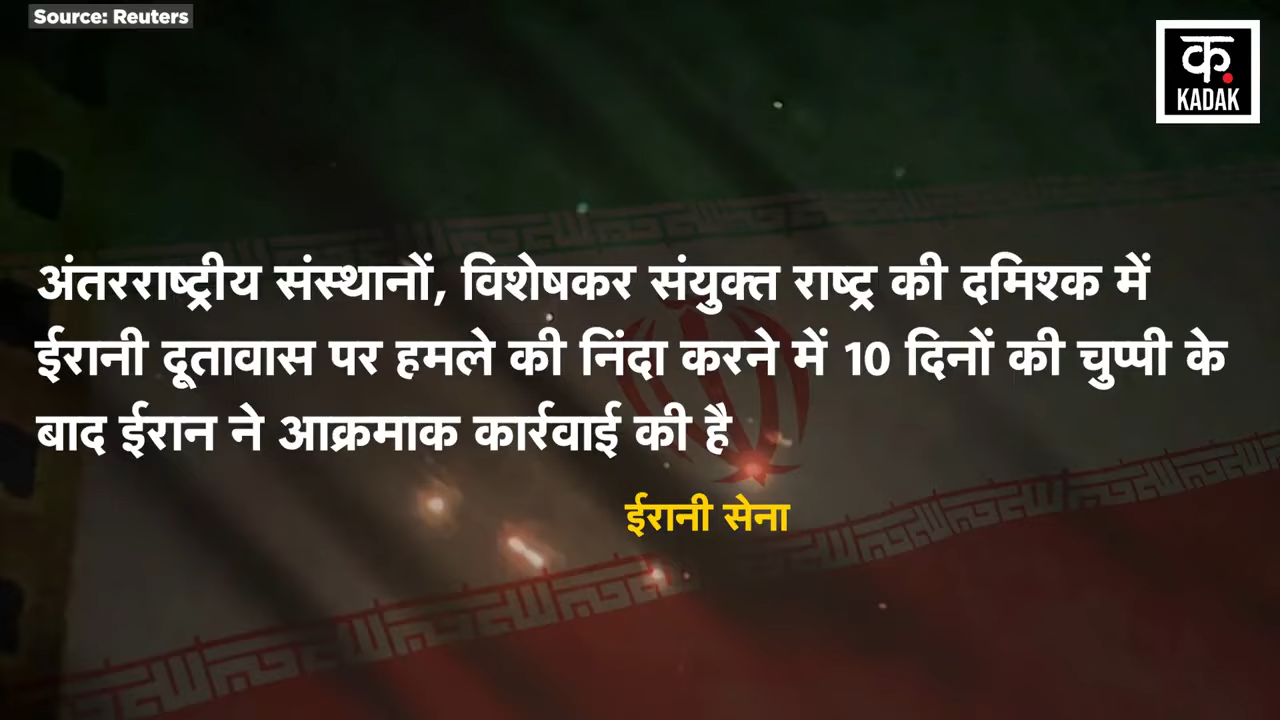 Source: Reuters
क
KADAK
अंतरराष्ट्रीय संस्थानों, विशेषकर संयुक्त राष्ट्र की दमिश्क में
ईरानी दूतावास पर हमले की निंदा करने में 10 दिनों की चुप्पी के
बाद ईरान ने आक्रमाक कार्रवाई की है
ईरानी सेना